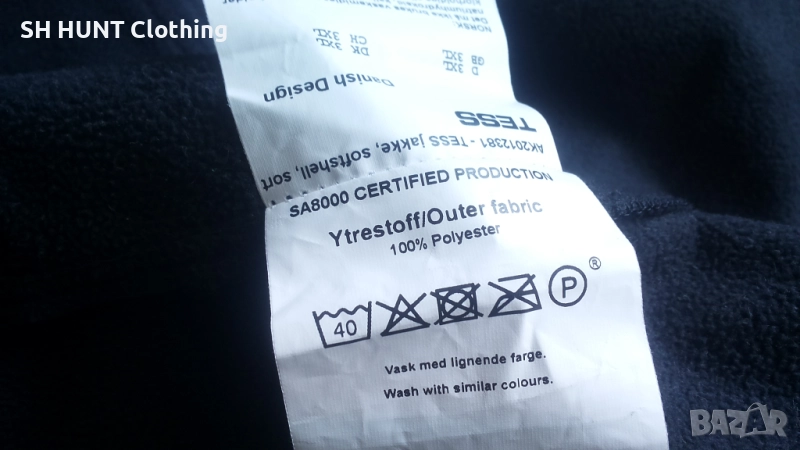 SH HUNT Clothing
NORSK:
D 3XL
GB 3XL
DK 3XL
CH 3XL
Danish Design
TESS
AK2012381 - TESS jakke, softshell, sort
SA8000 CERTIFIED PRODUCTION
Ytrestoff/Outer fabric
100% Polyester
40 P ®
Vask med lignende farge.
Wash with similar colours.
BAZAR